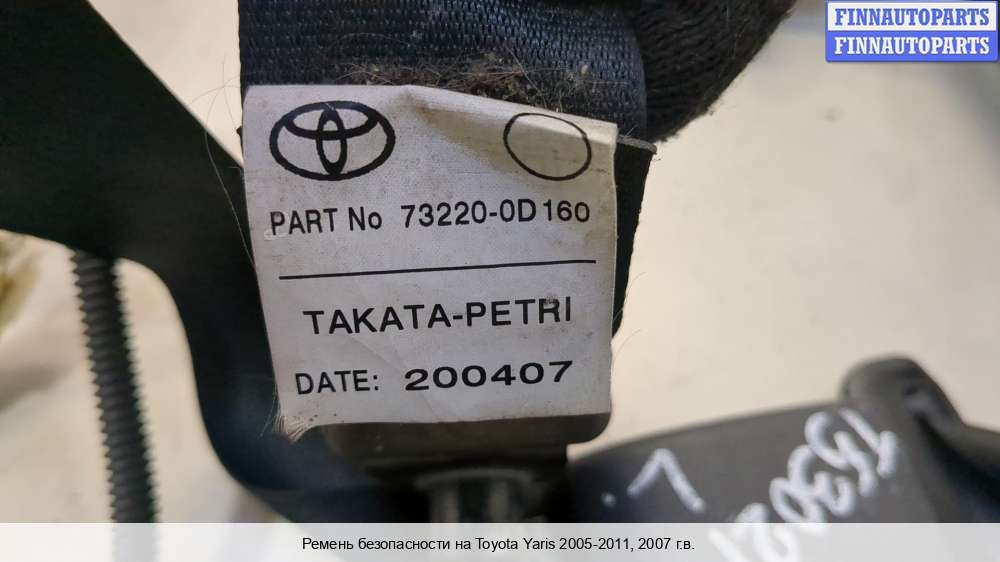 FINNAUTOPARTS
FINNAUTOPARTS
PART No 73220-0D160
TAKATA-PETRI
DATE: 200407
L.
Ремень безопасности на Toyota Yaris 2005-2011, 2007 г.в.